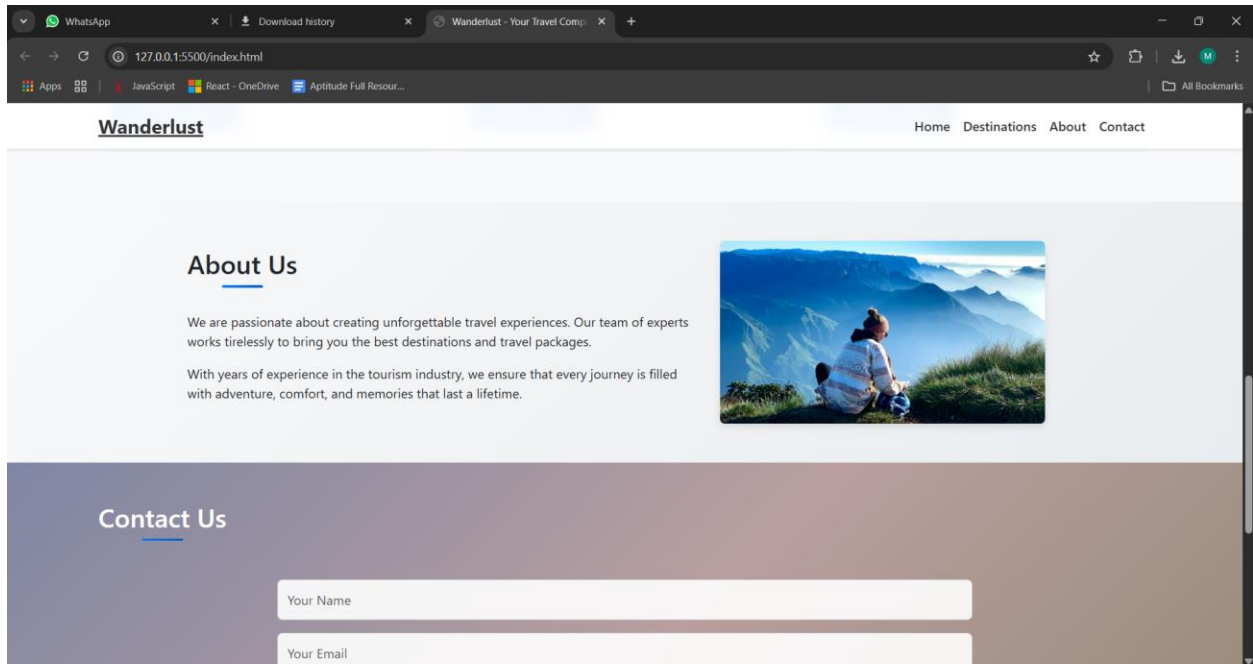 WhatsApp
Download history
Wanderlust - Your Travel Comp
127.0.0.1:5500/index.html
M
Apps
JavaScript
React - OneDrive
Aptitude Full Resour...
All Bookmarks
Wanderlust
Home Destinations About Contact
About Us
We are passionate about creating unforgettable travel experiences. Our team of experts
works tirelessly to bring you the best destinations and travel packages.
With years of experience in the tourism industry, we ensure that every journey is filled
with adventure, comfort, and memories that last a lifetime.
Contact Us
Your Name
Your Email